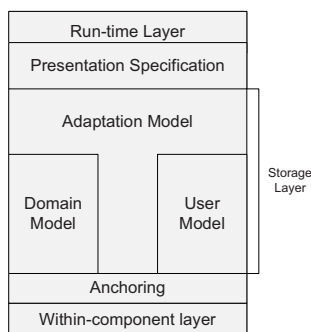 Run-time Layer
Presentation Specification
Adaptation Model
Storage
Layer
Domain
Model
User
Model
Anchoring
Within-component layer